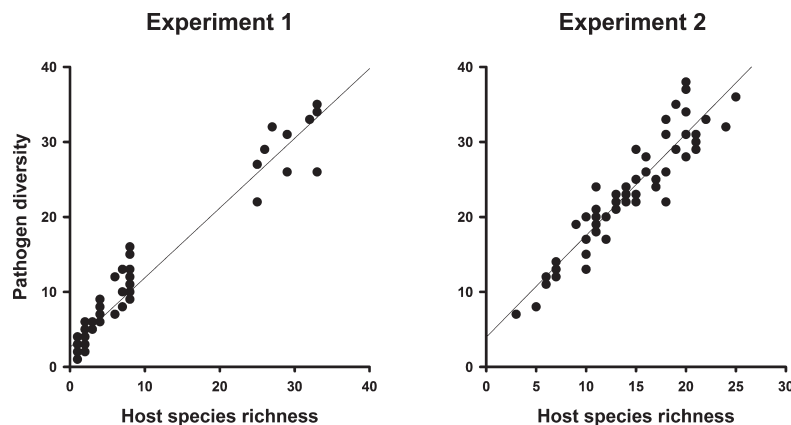 Experiment 1
Experiment 2
Pathogen diversity
40
30
20
10
0
0 10 20 30 40
Host species richness
40
30
20
10
0
0 5 10 15 20 25 30
Host species richness